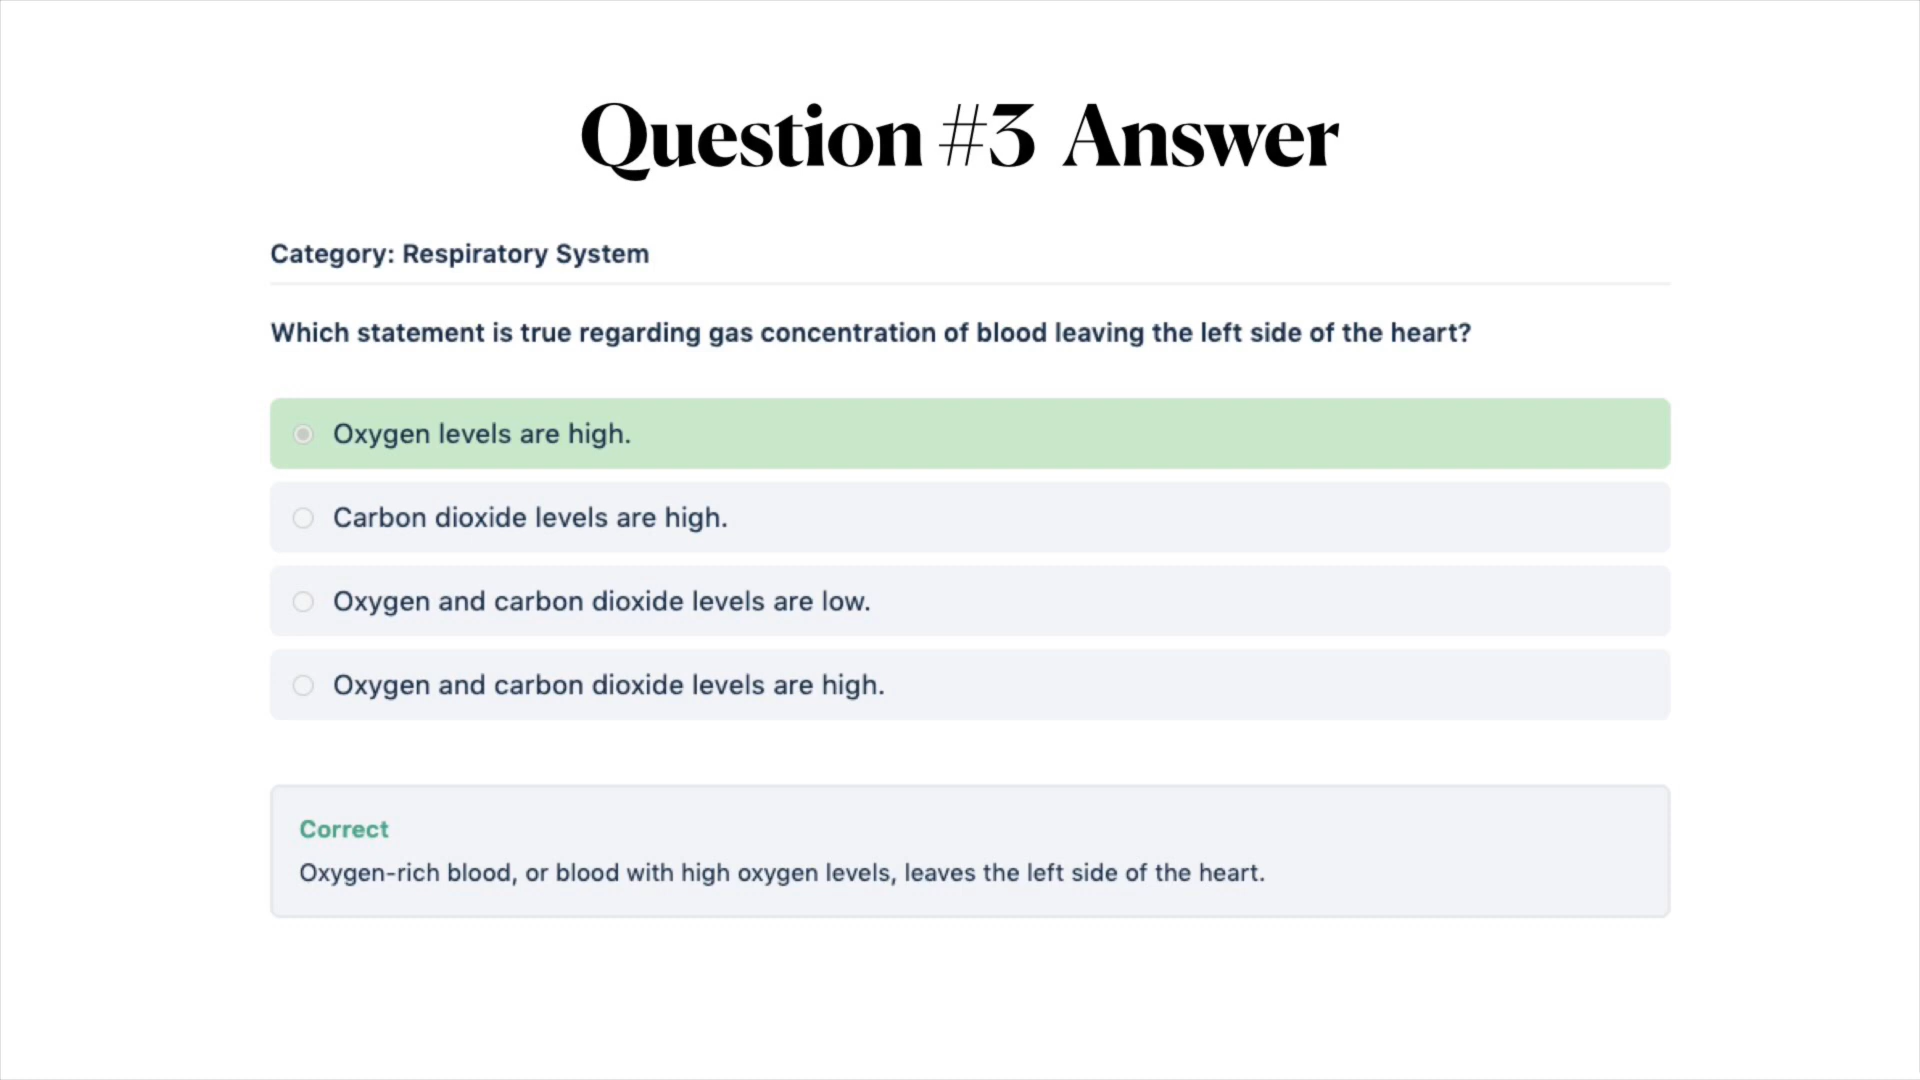 Question #3 Answer
Category: Respiratory System
Which statement is true regarding gas concentration of blood leaving the left side of the heart?
Oxygen levels are high.
Carbon dioxide levels are high.
Oxygen and carbon dioxide levels are low.
Oxygen and carbon dioxide levels are high.
Correct
Oxygen-rich blood, or blood with high oxygen levels, leaves the left side of the heart.